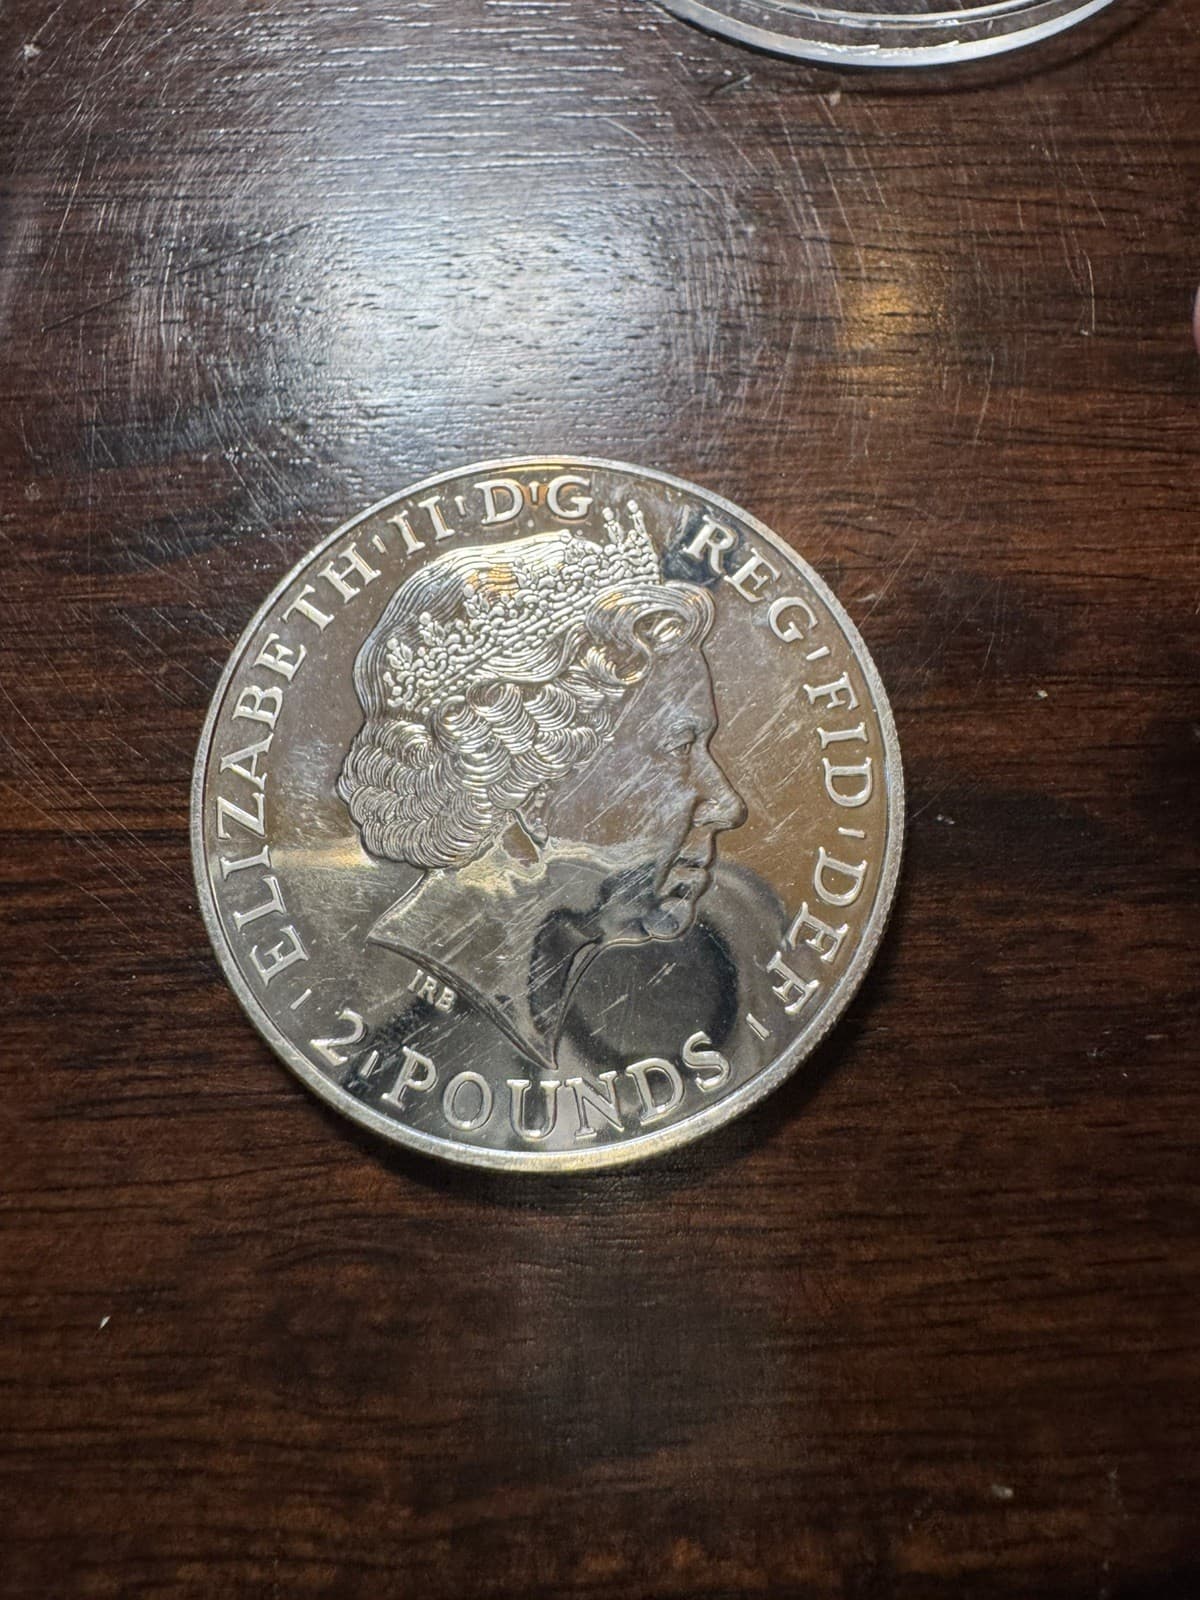 ELIZABETH · II · D · G REG · FID · DEF ·
2 · POUNDS
IRB